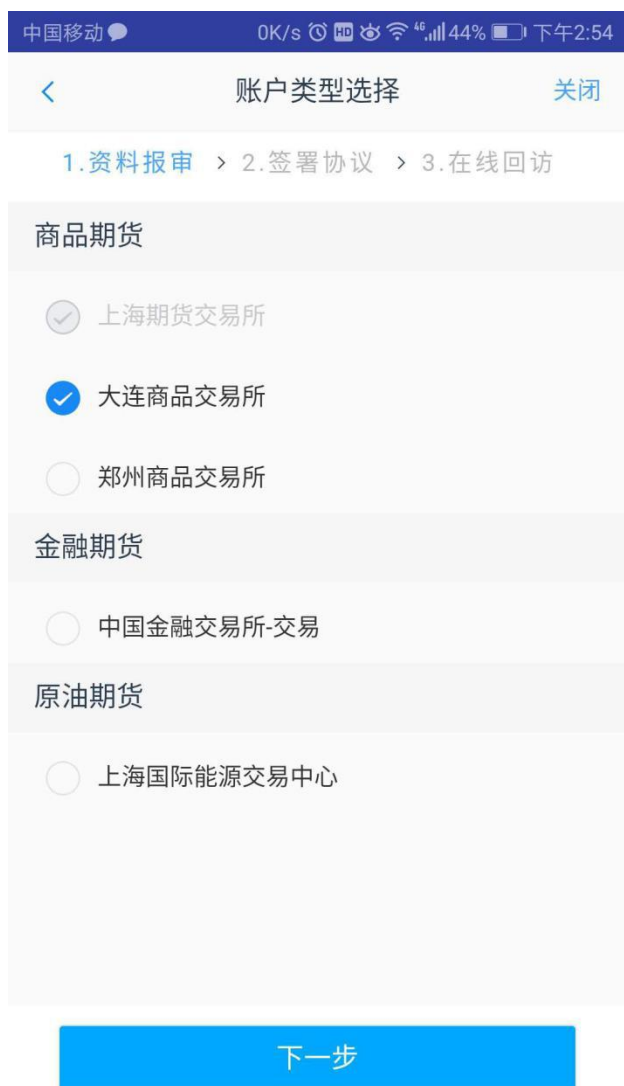 中国移动 0K/s HD 46 44% 下午2:54
账户类型选择 关闭
1.资料报审 > 2.签署协议 > 3.在线回访
商品期货
上海期货交易所
大连商品交易所
郑州商品交易所
金融期货
中国金融交易所-交易
原油期货
上海国际能源交易中心
下一步